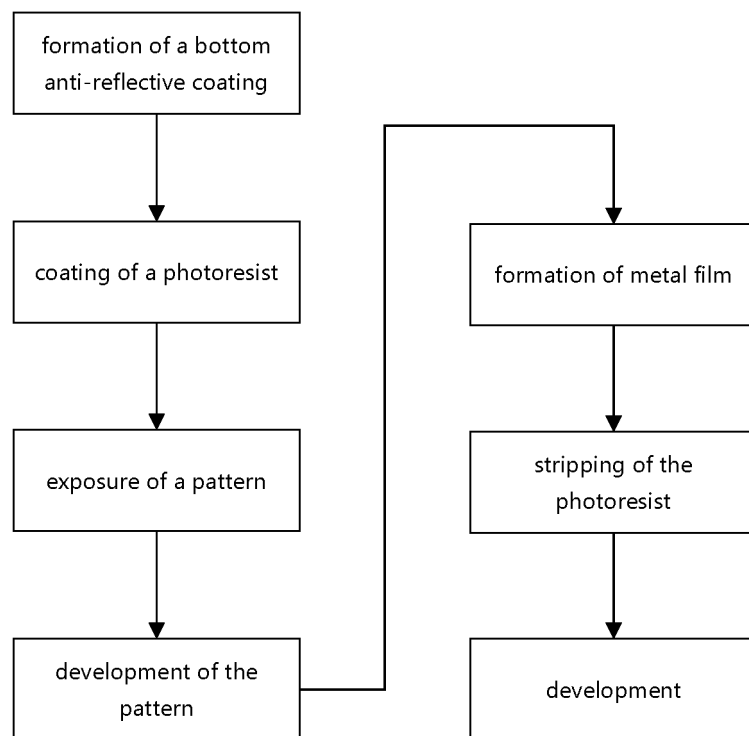 formation of a bottom
anti-reflective coating
coating of a photoresist
exposure of a pattern
development of the
pattern
formation of metal film
stripping of the
photoresist
development